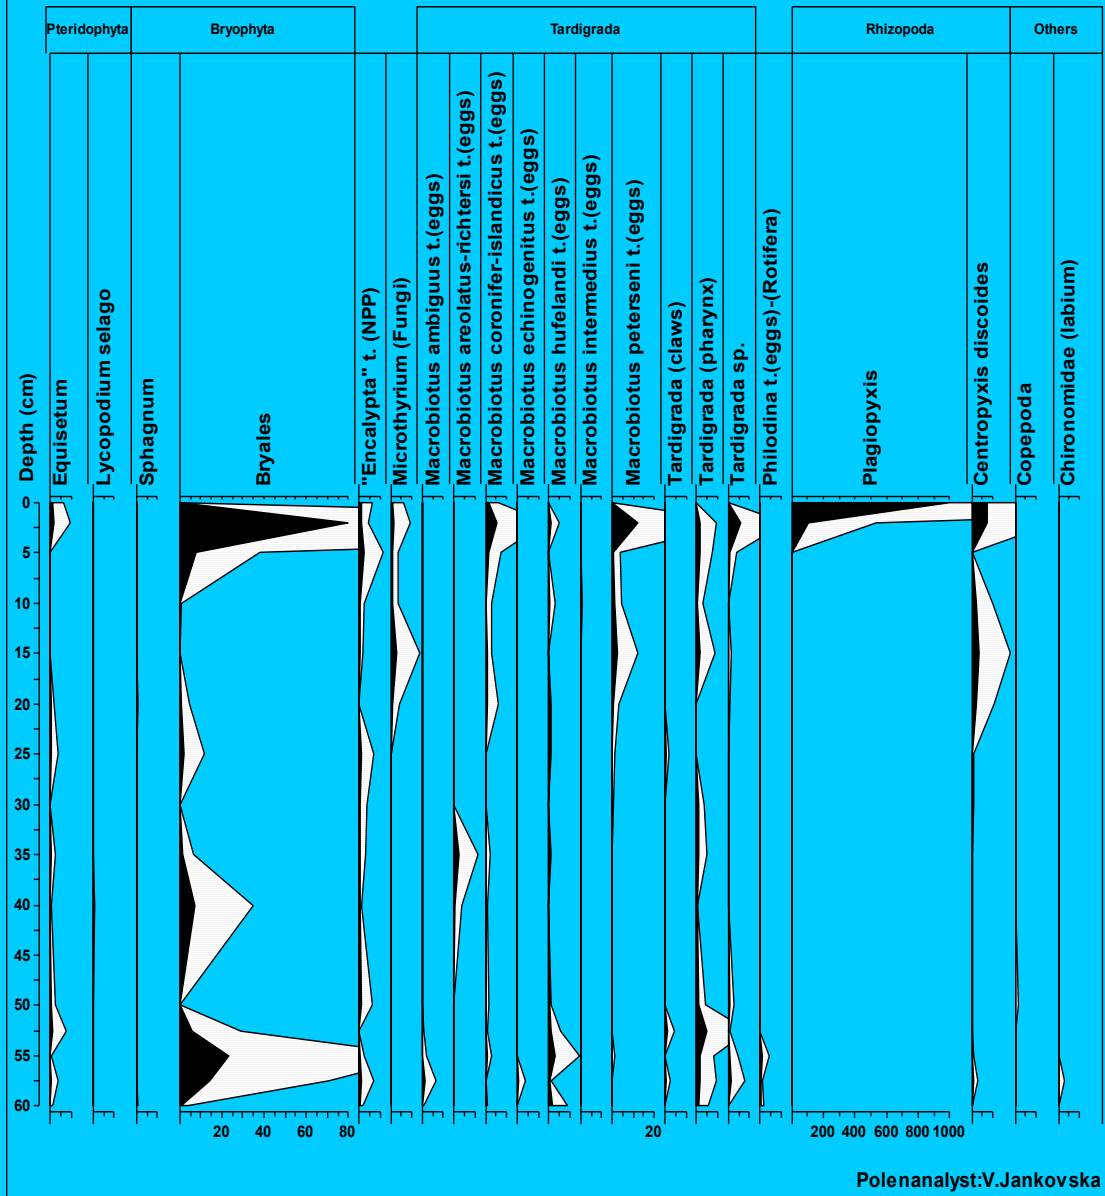 Pteridophyta Bryophyta Tardigrada Rhizopoda Others
Depth (cm)
Equisetum
Lycopodium selago
Sphagnum
Bryales
"Encalypta" t. (NPP)
Microthyrium (Fungi)
Macrobiotus ambiguus t.(eggs)
Macrobiotus areolatus-richtersi t.(eggs)
Macrobiotus coronifer-islandicus t.(eggs)
Macrobiotus echinogenitus t.(eggs)
Macrobiotus hufelandi t.(eggs)
Macrobiotus intermedius t.(eggs)
Macrobiotus peterseni t.(eggs)
Tardigrada (claws)
Tardigrada (pharynx)
Tardigrada sp.
Philodina t.(eggs)-(Rotifera)
Plagiopyxis
Centropyxis discoides
Copepoda
Chironomidae (labium)
0
5
10
15
20
25
30
35
40
45
50
55
60
20 40 60 80 20 200 400 600 800 1000
Polenanalyst:V.Jankovska